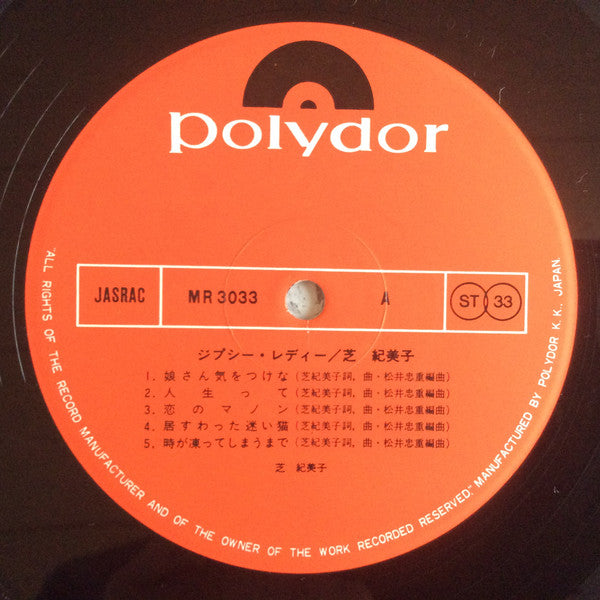 polydor
JASRAC MR 3033 A ST 33
ジプシー・レディー/芝 紀美子
1. 娘さん気をつけな(芝紀美子詞, 曲・松井忠重編曲)
2. 人生って(芝紀美子詞, 曲・松井忠重編曲)
3. 恋のマノン(芝紀美子詞, 曲・松井忠重編曲)
4. 居すわった迷い猫(芝紀美子詞, 曲・松井忠重編曲)
5. 時が凍ってしまうまで(芝紀美子詞, 曲・松井忠重編曲)
芝 紀美子
"ALL RIGHTS OF THE RECORD MANUFACTURER AND OF THE OWNER OF THE WORK RECORDED RESERVED," MANUFACTURED BY POLYDOR K.K., JAPAN